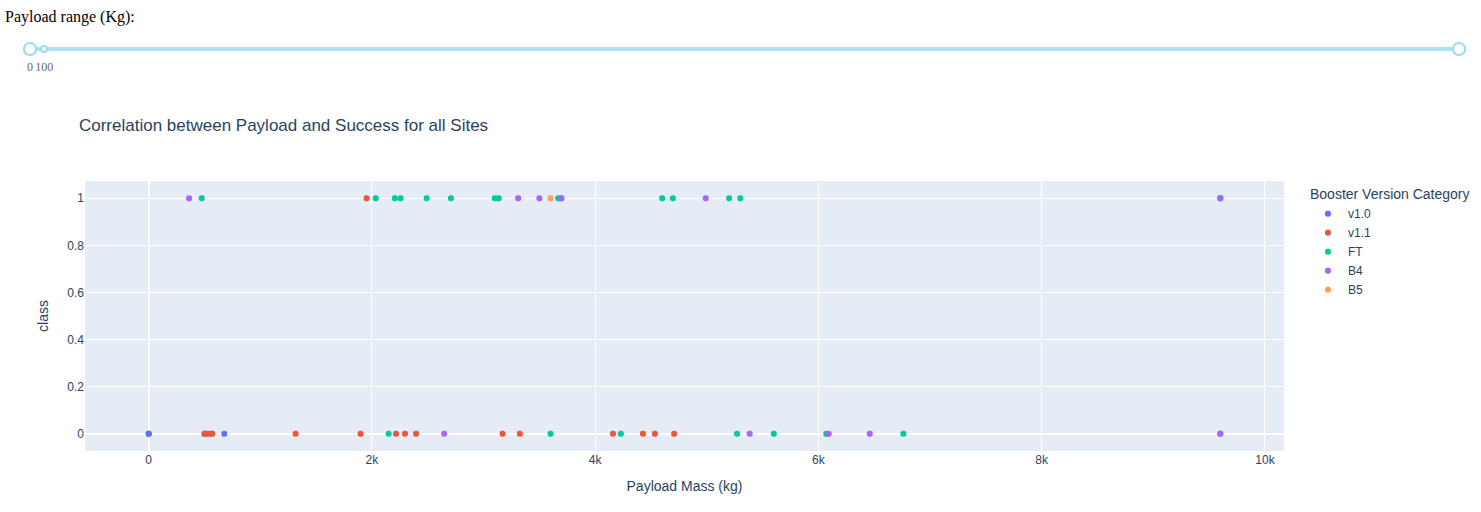 Payload range (Kg):
0 100
Correlation between Payload and Success for all Sites
Booster Version Category
v1.0
v1.1
FT
B4
B5
1
0.8
0.6
0.4
0.2
0
class
0 2k 4k 6k 8k 10k
Payload Mass (kg)